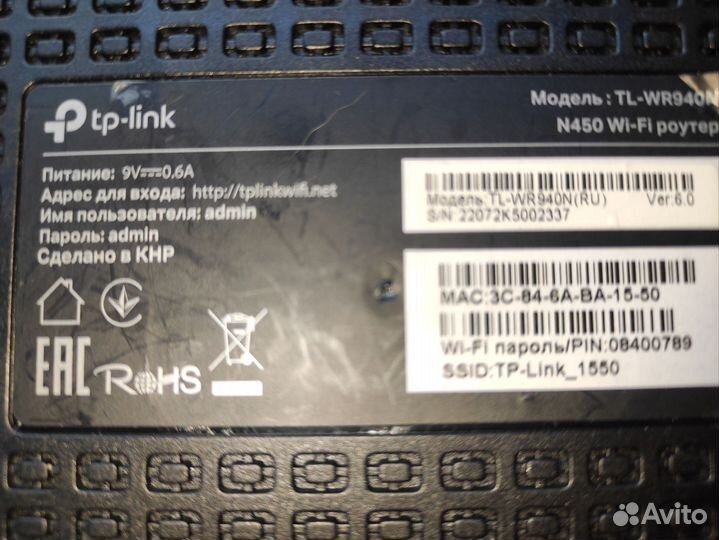 tp-link
Модель : TL-WR940N
N450 Wi-Fi роутер
Питание: 9V⎓0.6A
Адрес для входа: http://tplinkwifi.net
Имя пользователя: admin
Пароль: admin
Сделано в КНР
Модель:TL-WR940N(RU) Ver:6.0
S/N:22072K5002337
MAC:3C-84-6A-BA-15-50
Wi-Fi пароль/PIN:08400789
SSID:TP-Link_1550
EAC
RoHS
Avito